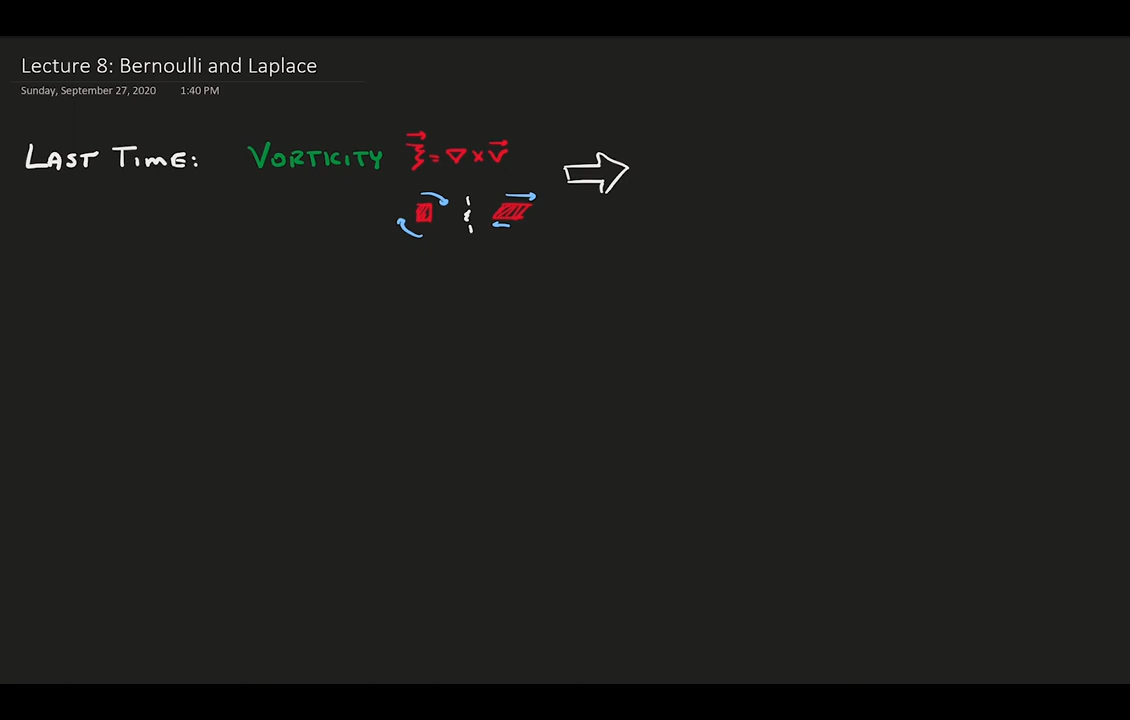 Lecture 8: Bernoulli and Laplace
Sunday, September 27, 2020 1:40 PM
LAST TIME: VORTICITY ξ⃗ = ∇ × v⃗
&